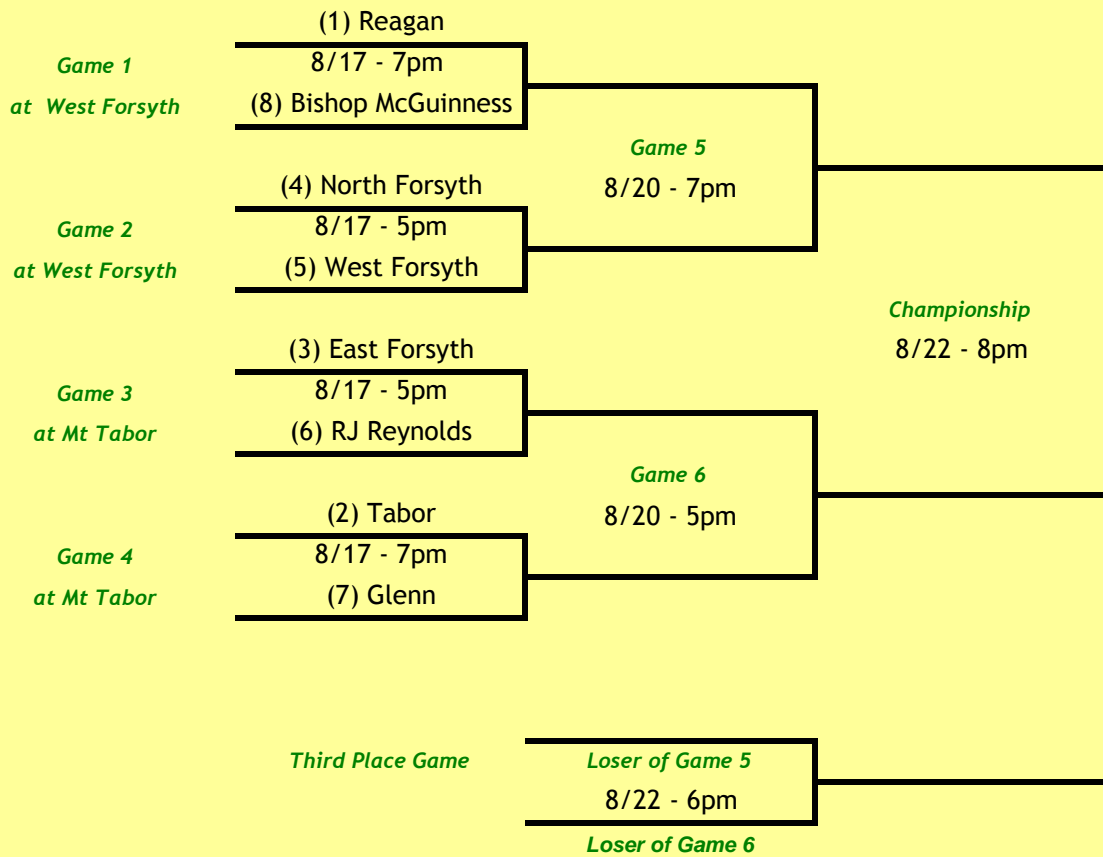 (1) Reagan
Game 1
8/17 - 7pm
at West Forsyth
(8) Bishop McGuinness
Game 5
8/20 - 7pm
(4) North Forsyth
Game 2
8/17 - 5pm
at West Forsyth
(5) West Forsyth
Championship
8/22 - 8pm
(3) East Forsyth
Game 3
8/17 - 5pm
at Mt Tabor
(6) RJ Reynolds
Game 6
8/20 - 5pm
(2) Tabor
Game 4
8/17 - 7pm
at Mt Tabor
(7) Glenn
Third Place Game
Loser of Game 5
8/22 - 6pm
Loser of Game 6